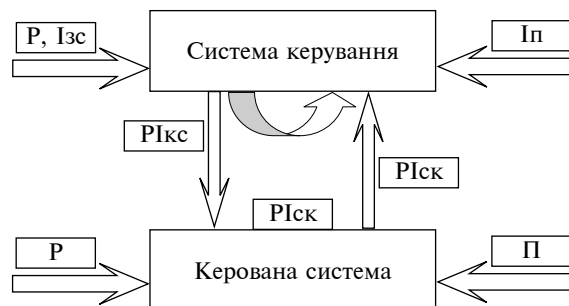 Р, Ізс
Система керування
Іп
РІкс
РІск
РІск
Р
Керована система
П